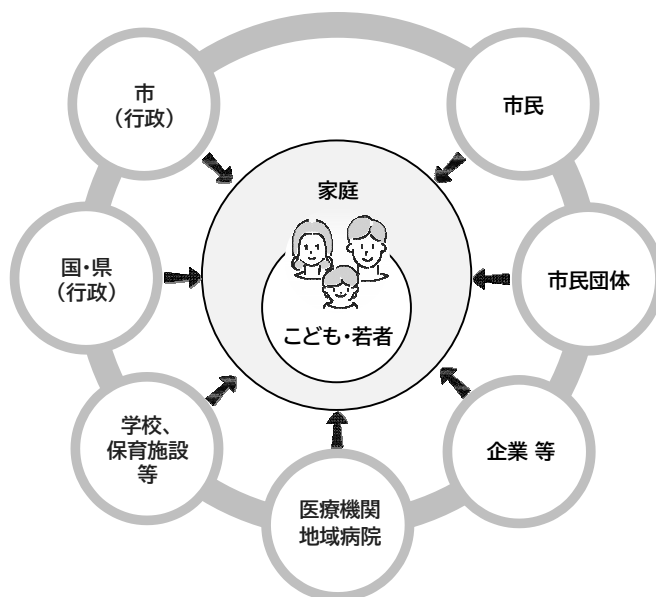 市
（行政）
市民
家庭
国・県
（行政）
市民団体
こども・若者
学校、
保育施設
等
企業 等
医療機関
地域病院